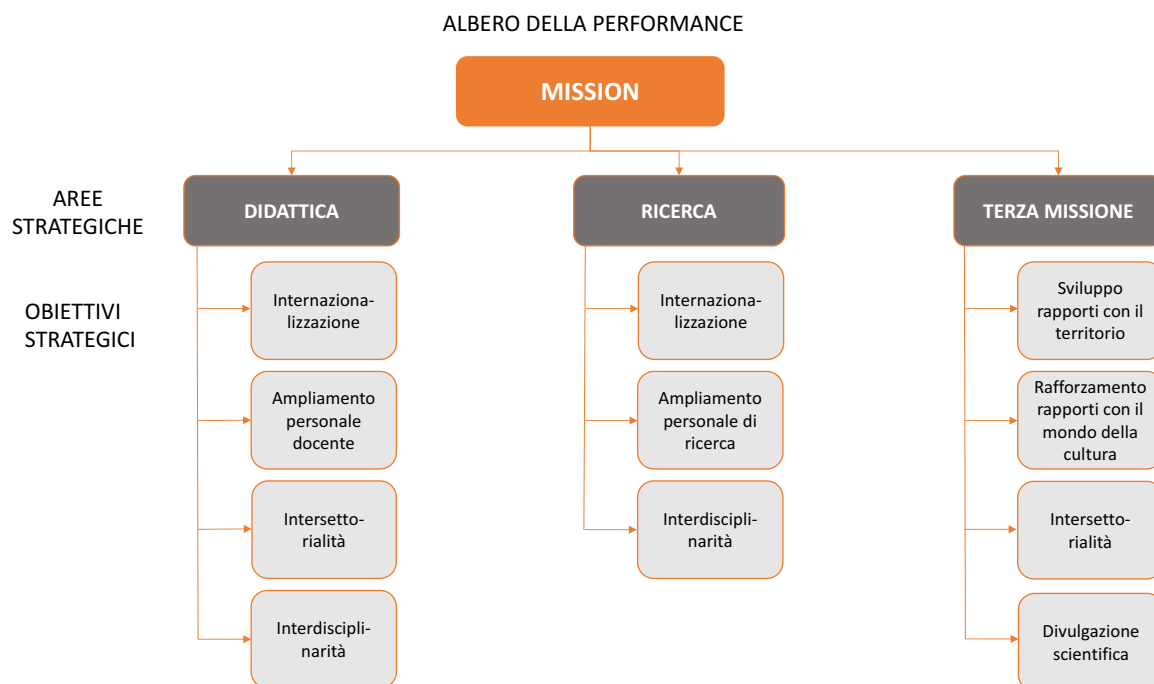 ALBERO DELLA PERFORMANCE
MISSION
AREE
STRATEGICHE
DIDATTICA
RICERCA
TERZA MISSIONE
OBIETTIVI
STRATEGICI
Internaziona-
lizzazione
Internaziona-
lizzazione
Sviluppo
rapporti con il
territorio
Ampliamento
personale
docente
Ampliamento
personale di
ricerca
Rafforzamento
rapporti con il
mondo della
cultura
Intersetto-
rialità
Interdiscipli-
narità
Intersetto-
rialità
Interdiscipli-
narità
Divulgazione
scientifica